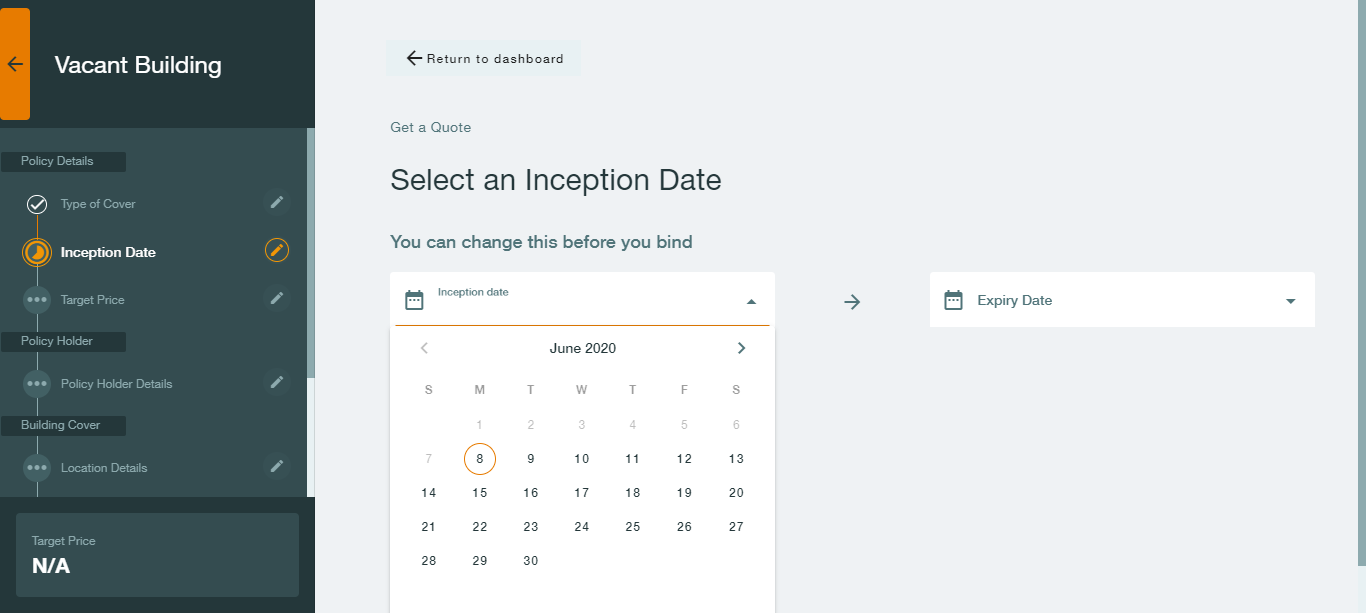 Vacant Building
Policy Details
Type of Cover
Inception Date
Target Price
Policy Holder
Policy Holder Details
Building Cover
Location Details
Target Price
N/A
Return to dashboard
Get a Quote
Select an Inception Date
You can change this before you bind
Inception date
Expiry Date
June 2020
S M T W T F S
1 2 3 4 5 6
7 8 9 10 11 12 13
14 15 16 17 18 19 20
21 22 23 24 25 26 27
28 29 30